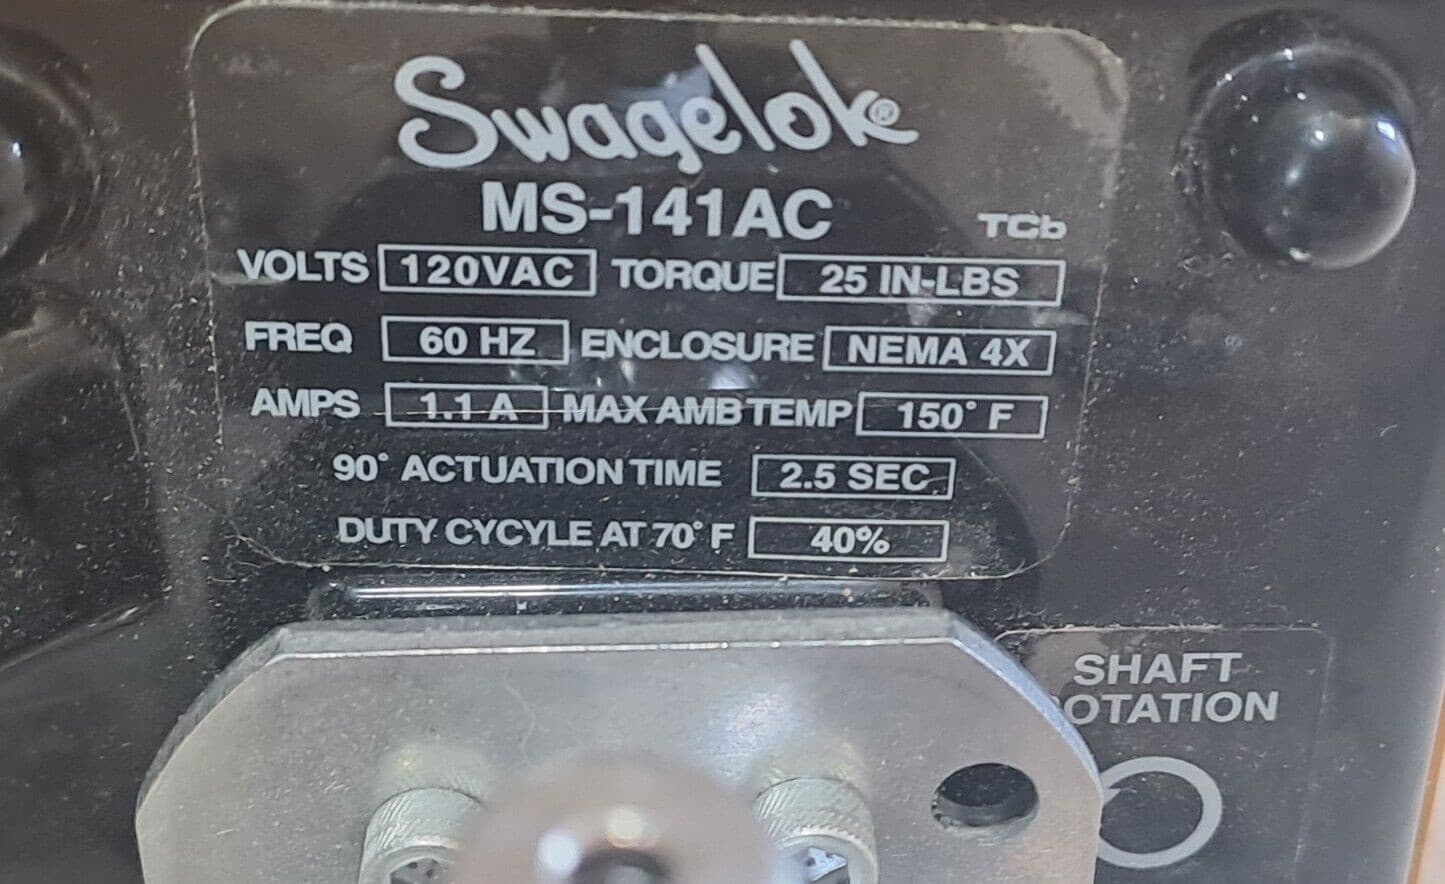 Swagelok®
MS-141AC TCb
VOLTS 120VAC TORQUE 25 IN-LBS
FREQ 60 HZ ENCLOSURE NEMA 4X
AMPS 1.1 A MAX AMB TEMP 150° F
90° ACTUATION TIME 2.5 SEC
DUTY CYCYLE AT 70° F 40%
SHAFT
ROTATION